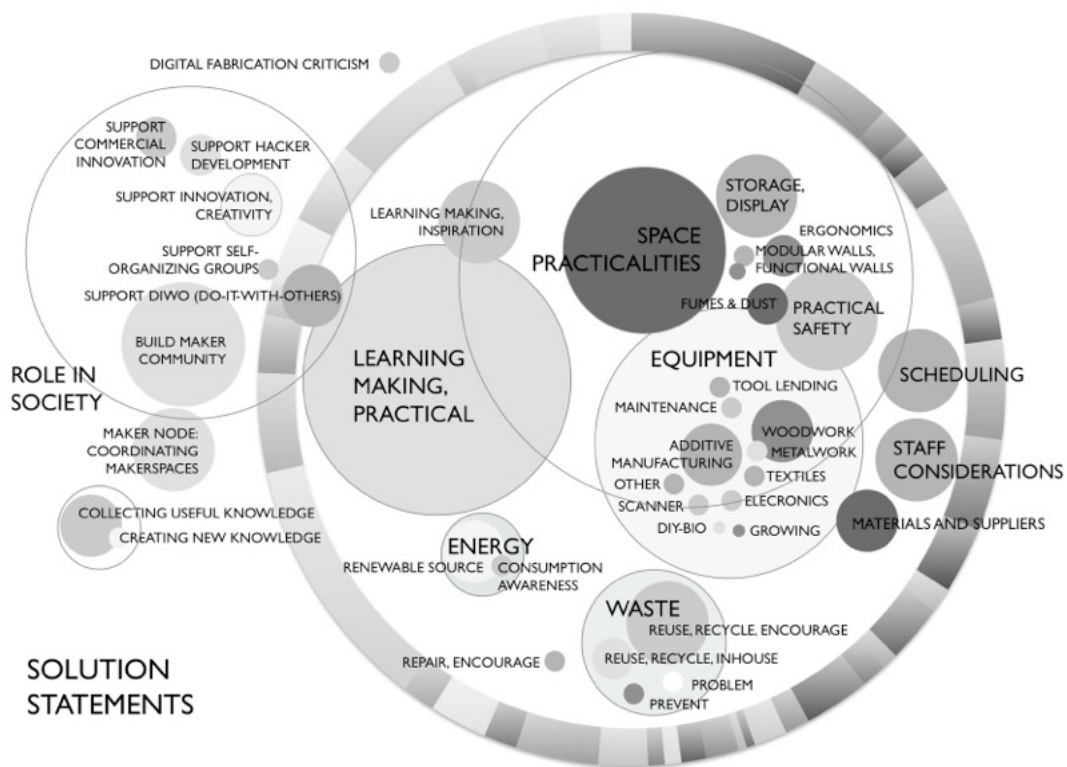 DIGITAL FABRICATION CRITICISM
SUPPORT
COMMERCIAL
INNOVATION
SUPPORT HACKER
DEVELOPMENT
SUPPORT INNOVATION,
CREATIVITY
SUPPORT SELF-
ORGANIZING GROUPS
SUPPORT DIWO (DO-IT-WITH-OTHERS)
BUILD MAKER
COMMUNITY
ROLE IN
SOCIETY
MAKER NODE:
COORDINATING
MAKERSPACES
COLLECTING USEFUL KNOWLEDGE
CREATING NEW KNOWLEDGE
LEARNING MAKING,
INSPIRATION
LEARNING
MAKING,
PRACTICAL
SPACE
PRACTICALITIES
STORAGE,
DISPLAY
ERGONOMICS
MODULAR WALLS,
FUNCTIONAL WALLS
FUMES & DUST
PRACTICAL
SAFETY
EQUIPMENT
TOOL LENDING
MAINTENANCE
WOODWORK
METALWORK
ADDITIVE
MANUFACTURING
TEXTILES
OTHER
SCANNER
ELECRONICS
DIY-BIO
GROWING
SCHEDULING
STAFF
CONSIDERATIONS
MATERIALS AND SUPPLIERS
ENERGY
RENEWABLE SOURCE
CONSUMPTION
AWARENESS
WASTE
REUSE, RECYCLE, ENCOURAGE
REUSE, RECYCLE, INHOUSE
REPAIR, ENCOURAGE
PROBLEM
PREVENT
SOLUTION
STATEMENTS